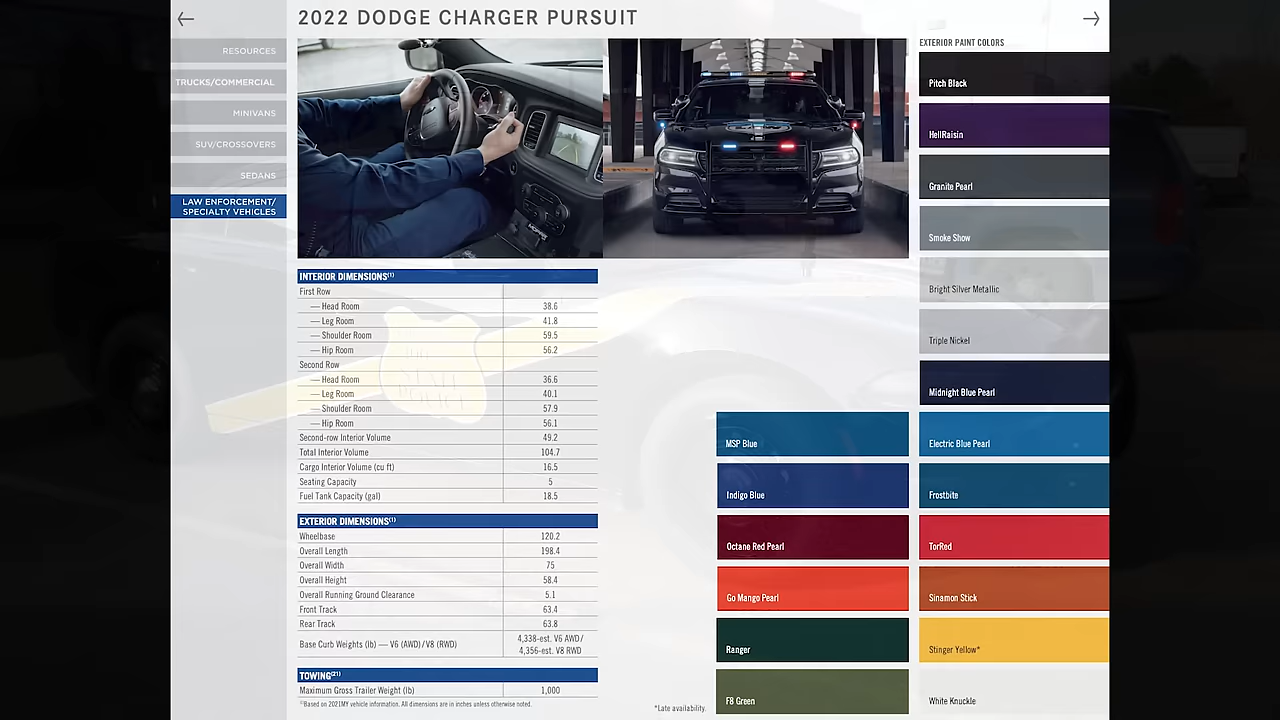 2022 DODGE CHARGER PURSUIT
RESOURCES
TRUCKS/COMMERCIAL
MINIVANS
SUV/CROSSOVERS
SEDANS
LAW ENFORCEMENT/
SPECIALTY VEHICLES
INTERIOR DIMENSIONS(1)
First Row
— Head Room 38.6
— Leg Room 41.8
— Shoulder Room 59.5
— Hip Room 56.2
Second Row
— Head Room 36.6
— Leg Room 40.1
— Shoulder Room 57.9
— Hip Room 56.1
Second-row Interior Volume 49.2
Total Interior Volume 104.7
Cargo Interior Volume (cu ft) 16.5
Seating Capacity 5
Fuel Tank Capacity (gal) 18.5
EXTERIOR DIMENSIONS(1)
Wheelbase 120.2
Overall Length 198.4
Overall Width 75
Overall Height 58.4
Overall Running Ground Clearance 5.1
Front Track 63.4
Rear Track 63.8
Base Curb Weights (lb) — V6 (AWD)/V8 (RWD) 4,338-est. V6 AWD/
4,356-est. V8 RWD
TOWING(21)
Maximum Gross Trailer Weight (lb) 1,000
(1)Based on 2021MY vehicle information. All dimensions are in inches unless otherwise noted.
EXTERIOR PAINT COLORS
Pitch Black
HellRaisin
Granite Pearl
Smoke Show
Bright Silver Metallic
Triple Nickel
Midnight Blue Pearl
MSP Blue
Electric Blue Pearl
Indigo Blue
Frostbite
Octane Red Pearl
TorRed
Go Mango Pearl
Sinamon Stick
Ranger
Stinger Yellow*
F8 Green
White Knuckle
*Late availability.